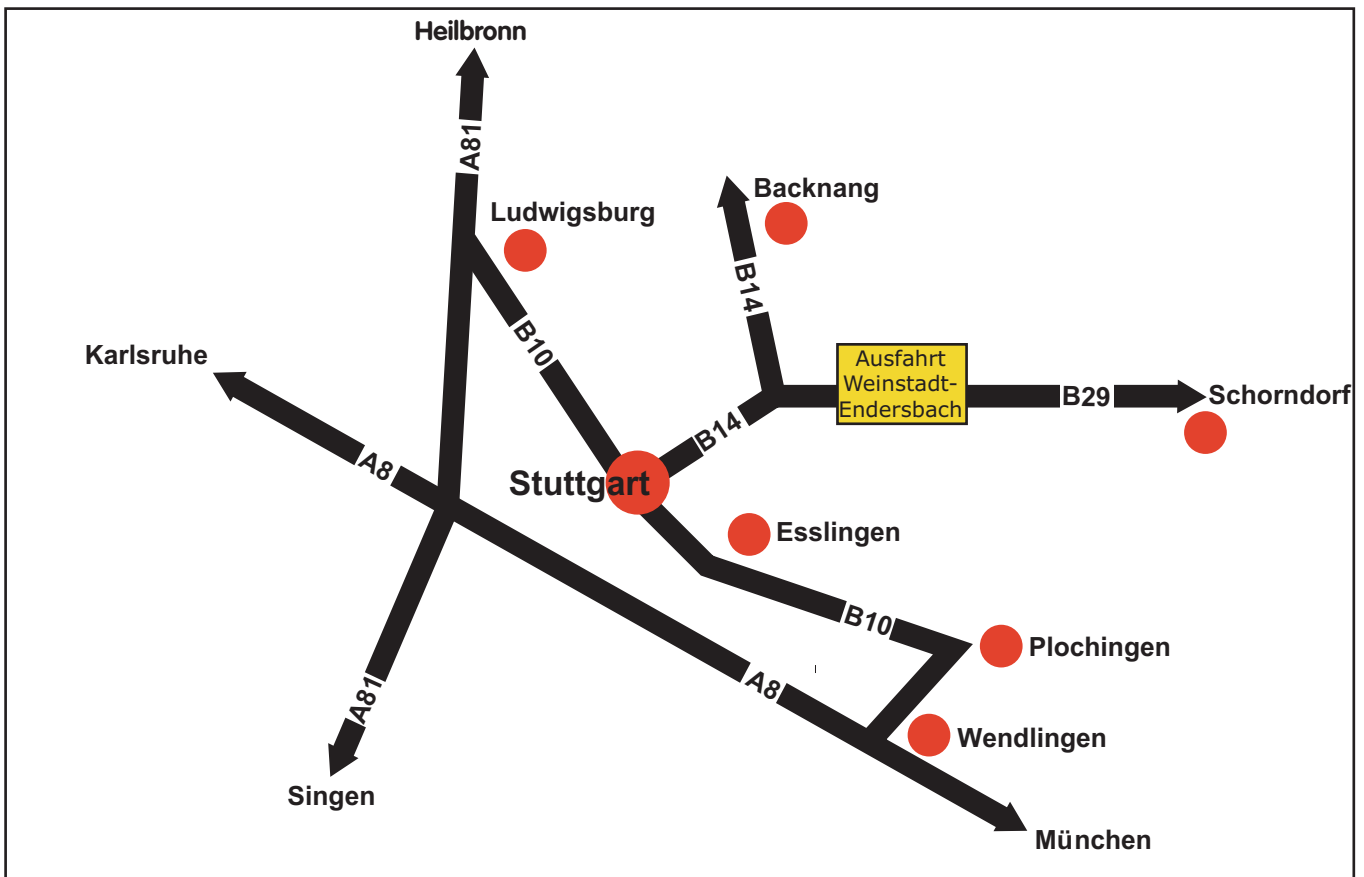 Heilbronn
A81
Backnang
Ludwigsburg
B14
B10
Karlsruhe
Ausfahrt
Weinstadt-
Endersbach
B29
Schorndorf
B14
A8
Stuttgart
Esslingen
B10
Plochingen
A8
A81
Wendlingen
Singen
München